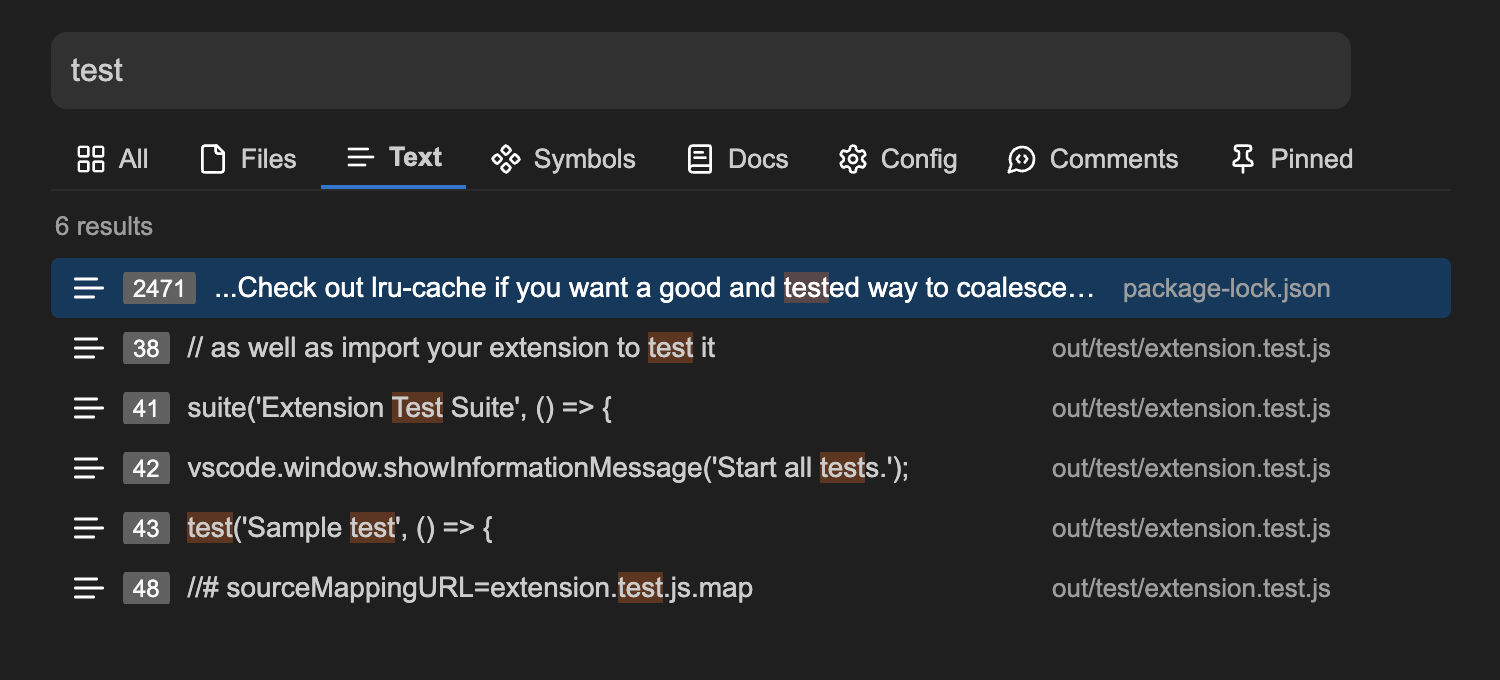 test
All Files Text Symbols Docs Config Comments Pinned
6 results
2471 ...Check out lru-cache if you want a good and tested way to coalesce... package-lock.json
38 // as well as import your extension to test it out/test/extension.test.js
41 suite('Extension Test Suite', () => { out/test/extension.test.js
42 vscode.window.showInformationMessage('Start all tests.'); out/test/extension.test.js
43 test('Sample test', () => { out/test/extension.test.js
48 //# sourceMappingURL=extension.test.js.map out/test/extension.test.js